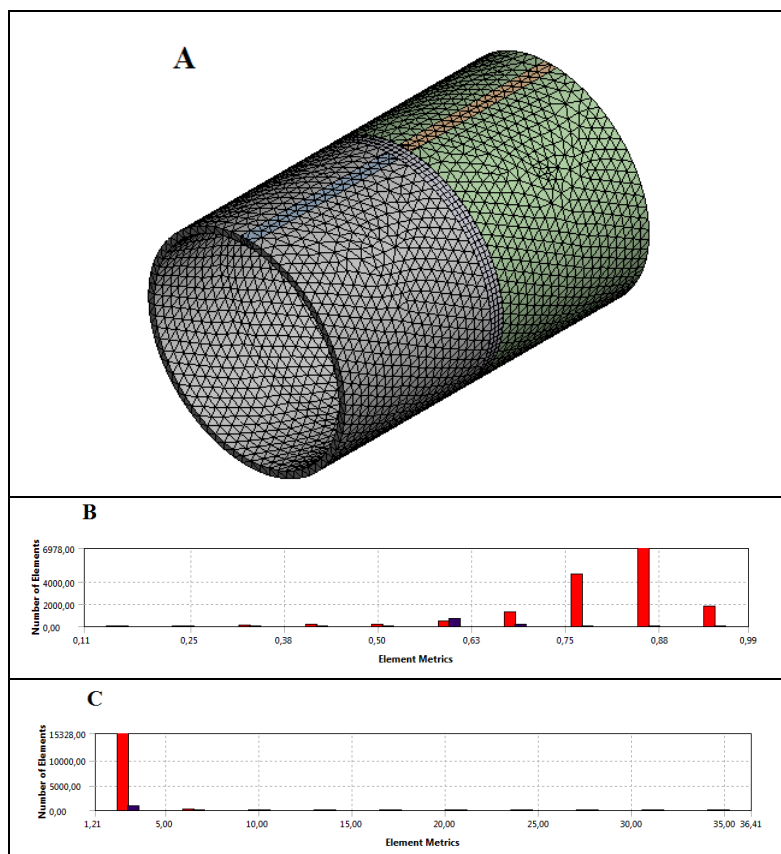 A
B
Number of Elements
6978,00
4000,00
2000,00
0,00
0,11 0,25 0,38 0,50 0,63 0,75 0,88 0,99
Element Metrics
C
Number of Elements
15328,00
10000,00
5000,00
0,00
1,21 5,00 10,00 15,00 20,00 25,00 30,00 35,00 36,41
Element Metrics